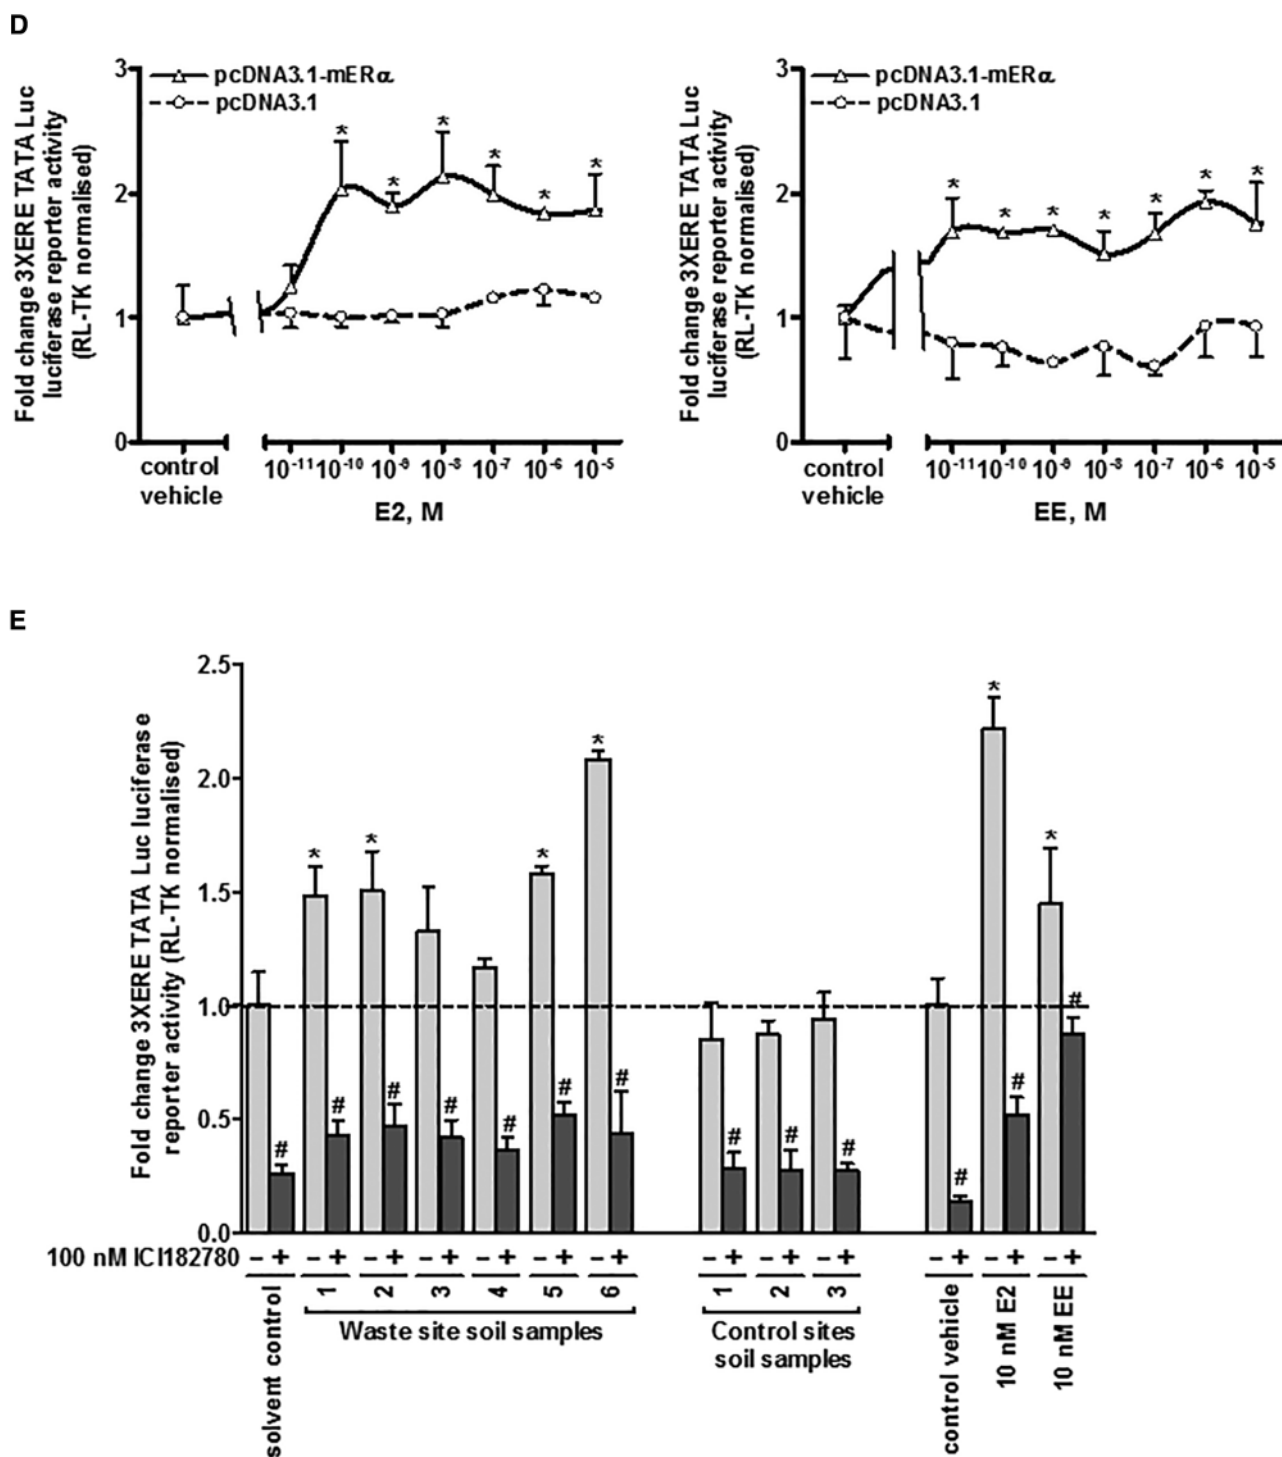 D
Fold change 3XERE TATA Luc
luciferase reporter activity
(RL-TK normalised)
3
2
1
0
pcDNA3.1-mERα
pcDNA3.1
* * * * * *
control
vehicle
10⁻¹¹ 10⁻¹⁰ 10⁻⁹ 10⁻⁸ 10⁻⁷ 10⁻⁶ 10⁻⁵
E2, M
Fold change 3XERE TATA Luc
luciferase reporter activity
(RL-TK normalised)
3
2
1
0
pcDNA3.1-mERα
pcDNA3.1
* * * * * * *
control
vehicle
10⁻¹¹ 10⁻¹⁰ 10⁻⁹ 10⁻⁸ 10⁻⁷ 10⁻⁶ 10⁻⁵
EE, M
E
Fold change 3XERE TATA Luc luciferase
reporter activity (RL-TK normalised)
2.5
2.0
1.5
1.0
0.5
0.0
* * * * * *
# # # # # # # # # # # # #
100 nM ICI182780 − + − + − + − + − + − + − + − + − + − + − + − + − +
solvent control
1 2 3 4 5 6
Waste site soil samples
1 2 3
Control sites
soil samples
control vehicle
10 nM E2
10 nM EE